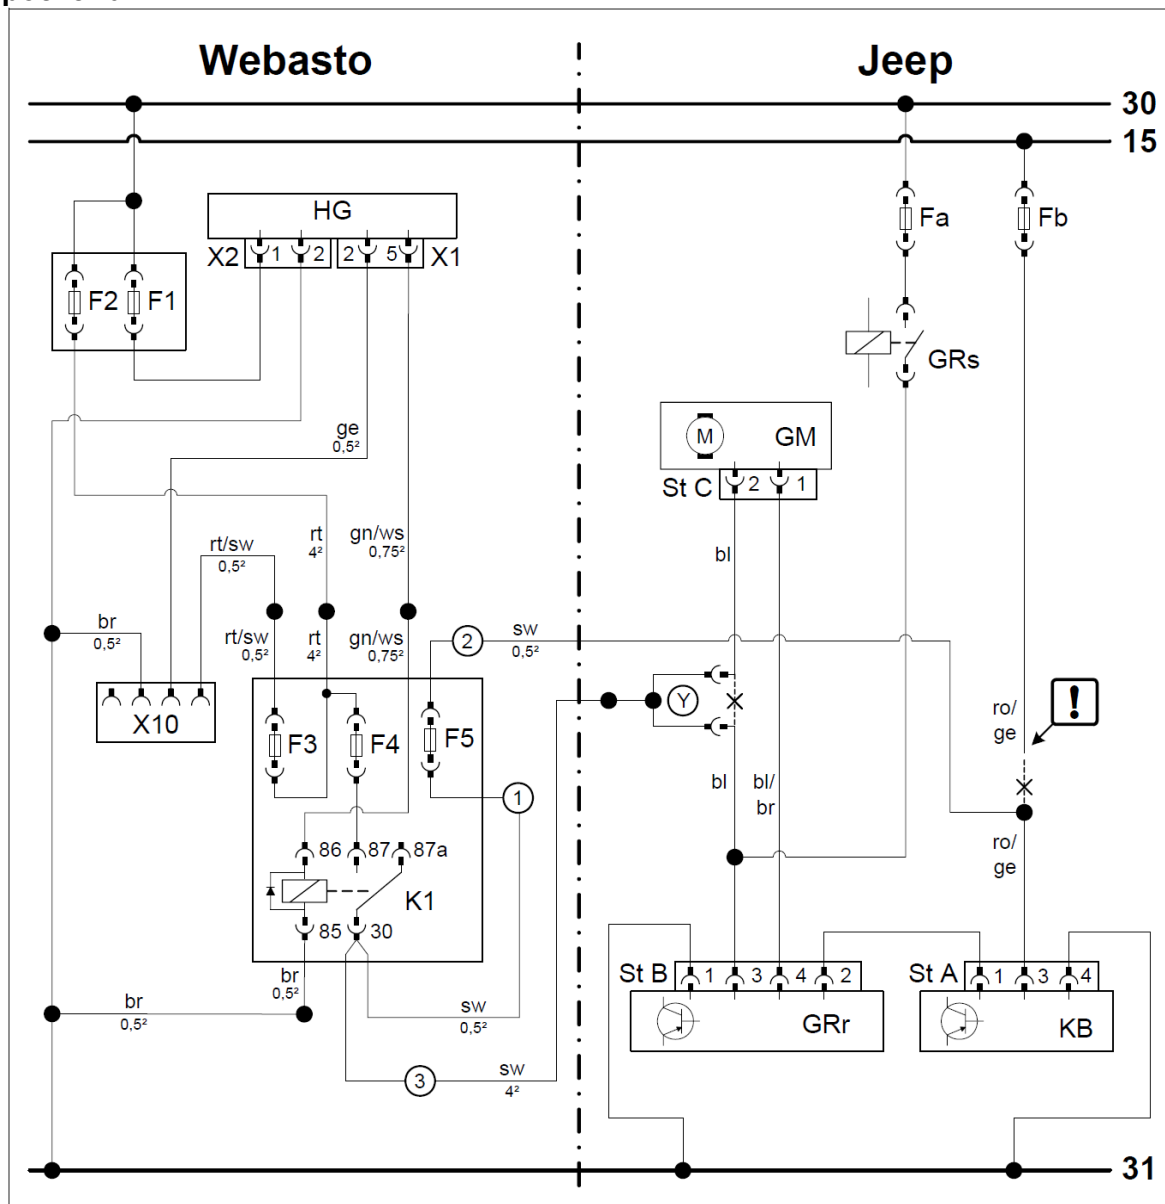 Webasto
Jeep
30
15
HG
X2
1
2
2
5
X1
F2
F1
Fa
Fb
GRs
M
GM
St C
2
1
ge
0,5²
rt/sw
0,5²
rt
4²
gn/ws
0,75²
bl
br
0,5²
rt/sw
0,5²
rt
4²
gn/ws
0,75²
2
sw
0,5²
Y
ro/
ge
!
X10
F3
F4
F5
1
bl
bl/
br
ro/
ge
86
87
87a
K1
85
30
br
0,5²
br
0,5²
sw
0,5²
3
sw
4²
St B
1
3
4
2
GRr
St A
1
3
4
KB
31